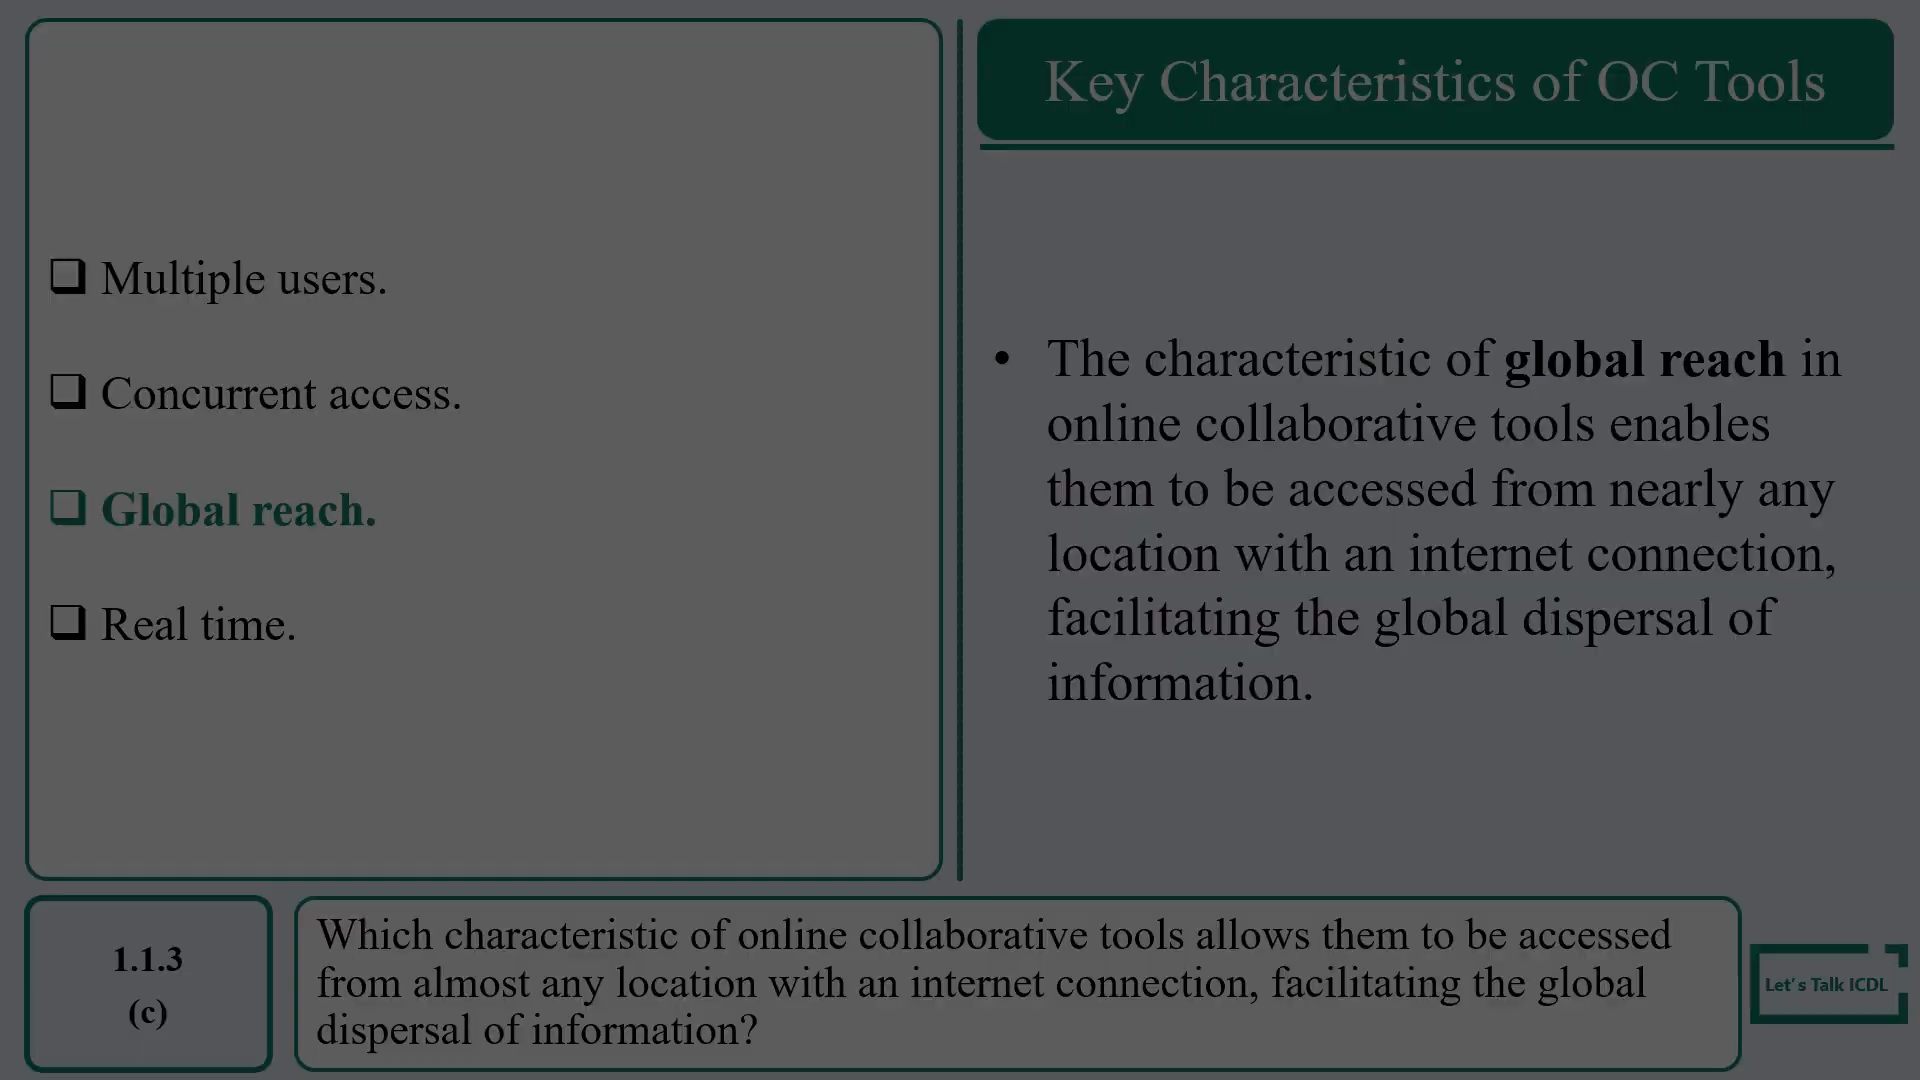 Multiple users.
Concurrent access.
Global reach.
Real time.
Key Characteristics of OC Tools
• The characteristic of global reach in
online collaborative tools enables
them to be accessed from nearly any
location with an internet connection,
facilitating the global dispersal of
information.
1.1.3
(c)
Which characteristic of online collaborative tools allows them to be accessed
from almost any location with an internet connection, facilitating the global
dispersal of information?
Let's Talk ICDL